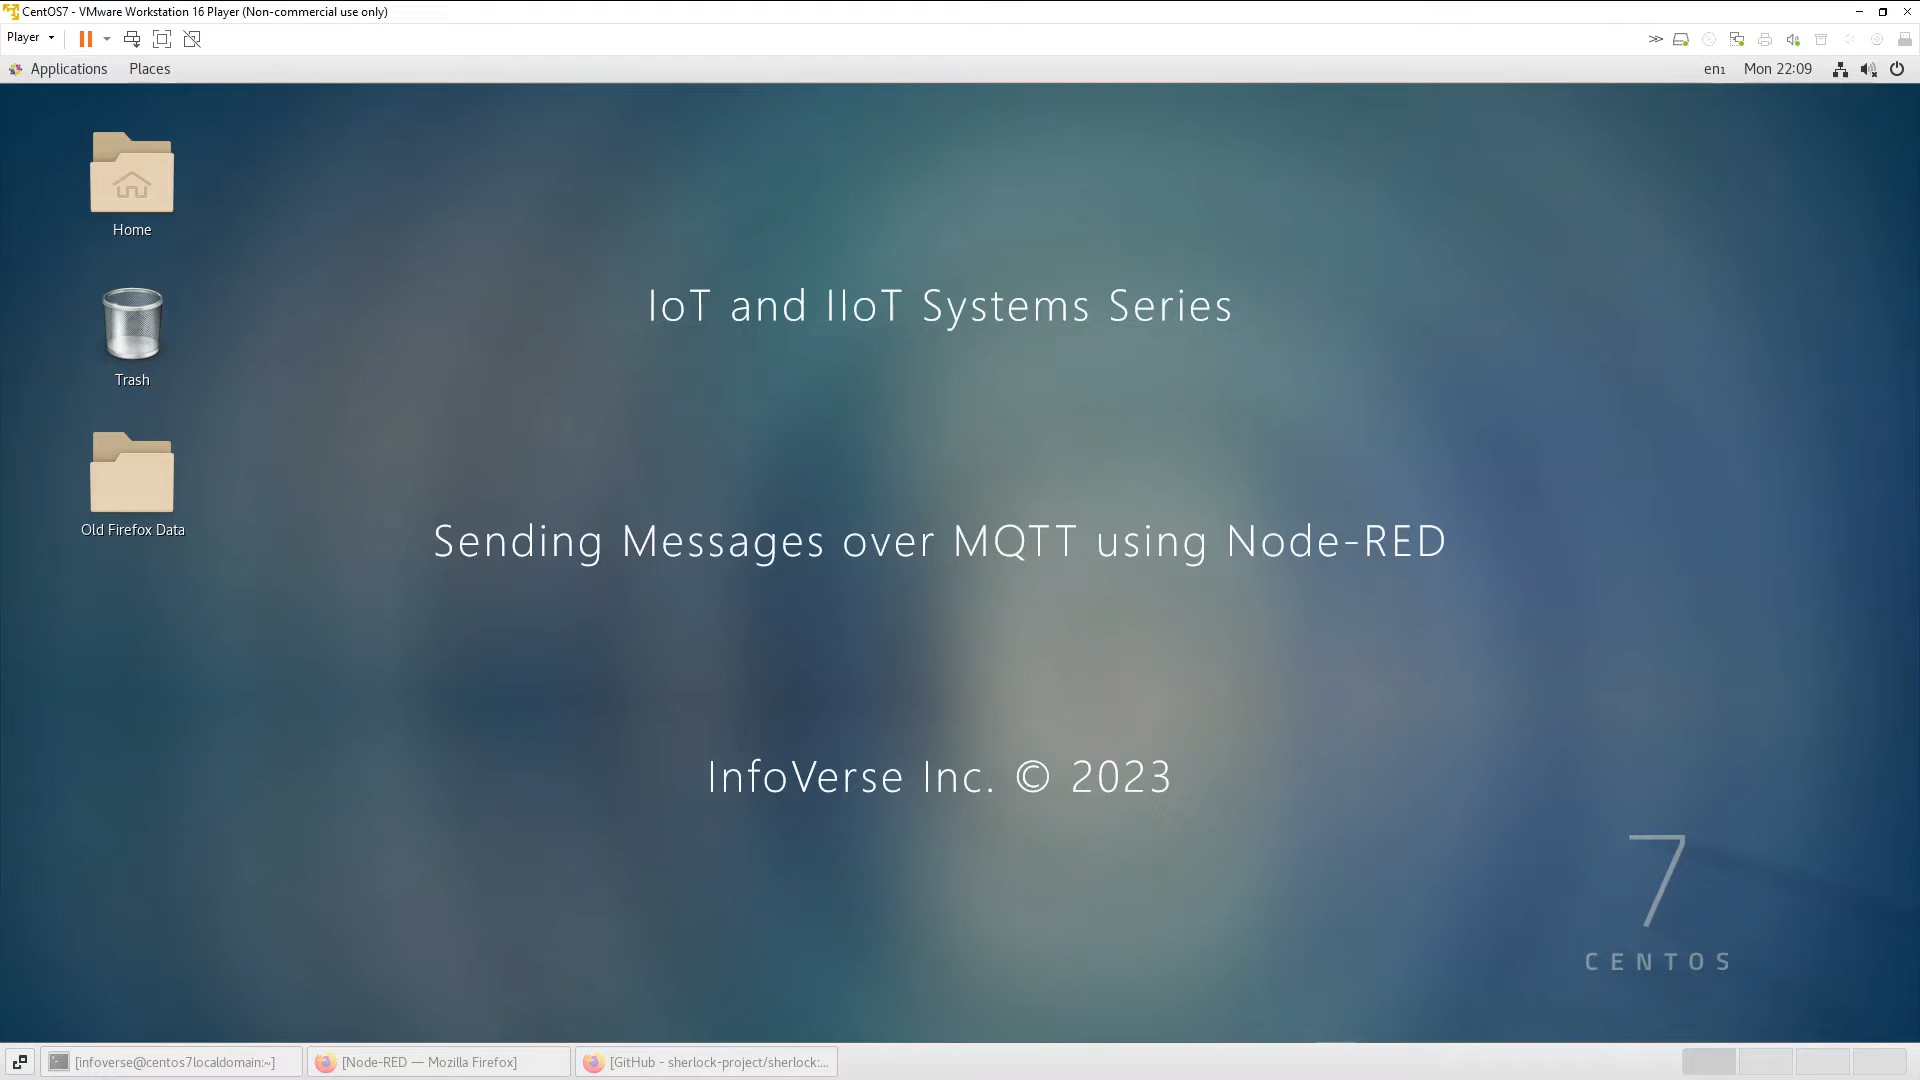 CentOS7 - VMware Workstation 16 Player (Non-commercial use only)
Player
Applications Places en1 Mon 22:09
Home
Trash
Old Firefox Data
IoT and IIoT Systems Series
Sending Messages over MQTT using Node-RED
InfoVerse Inc. © 2023
7
CENTOS
[infoverse@centos7localdomain:~] [Node-RED — Mozilla Firefox] [GitHub - sherlock-project/sherlock:...